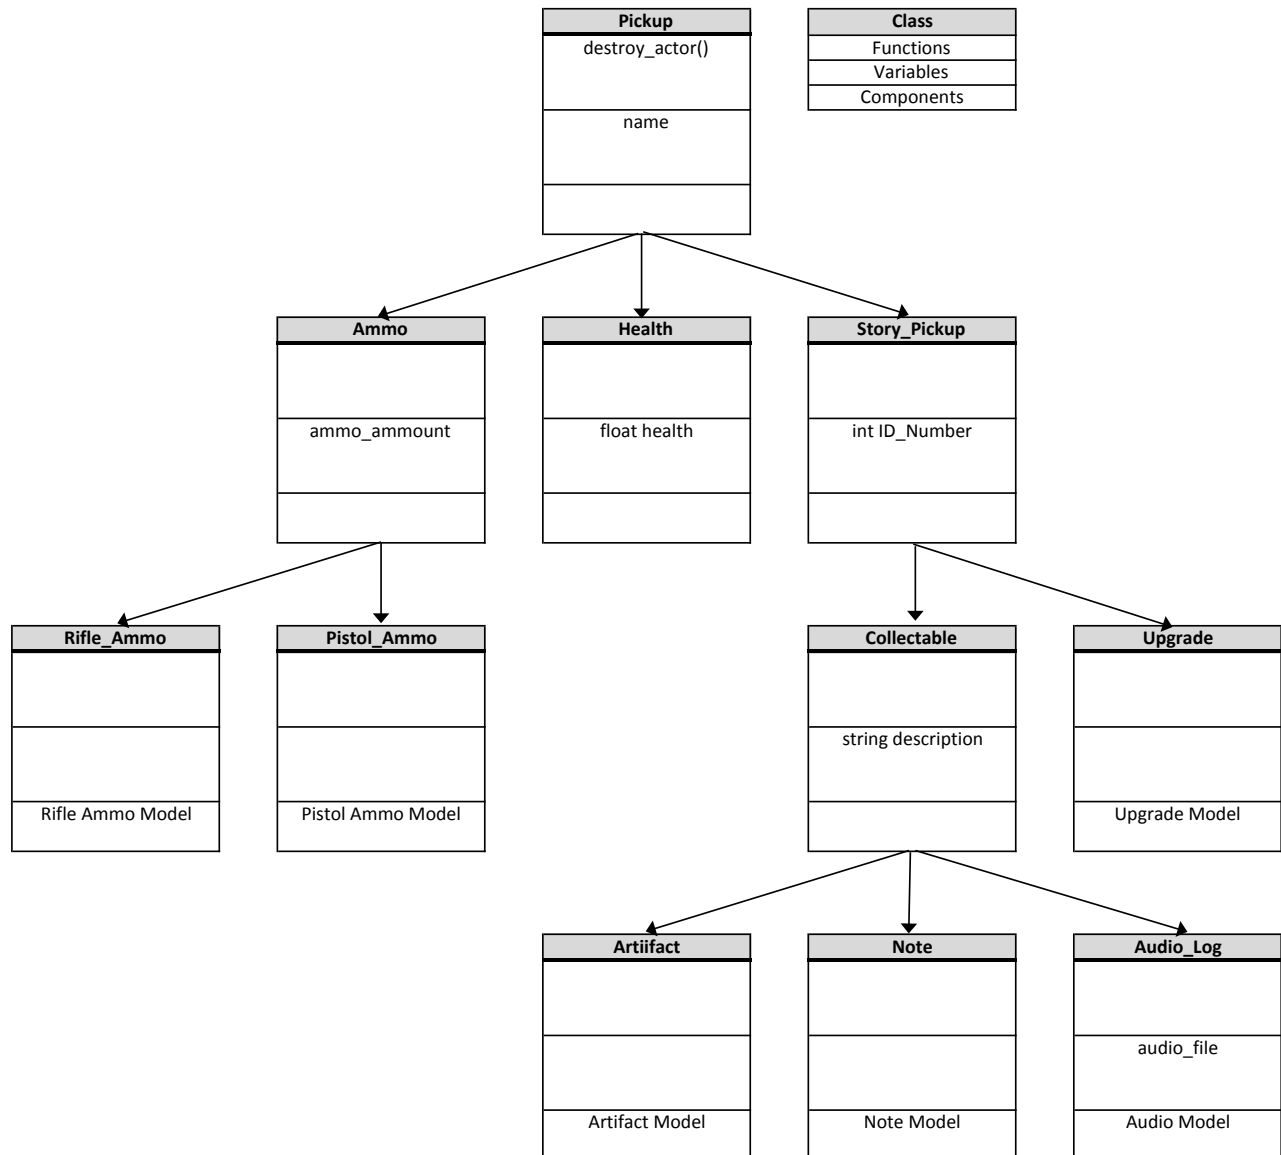 Pickup
destroy_actor()
name
Class
Functions
Variables
Components
Ammo
ammo_ammount
Health
float health
Story_Pickup
int ID_Number
Rifle_Ammo
Rifle Ammo Model
Pistol_Ammo
Pistol Ammo Model
Collectable
string description
Upgrade
Upgrade Model
Artiifact
Artifact Model
Note
Note Model
Audio_Log
audio_file
Audio Model